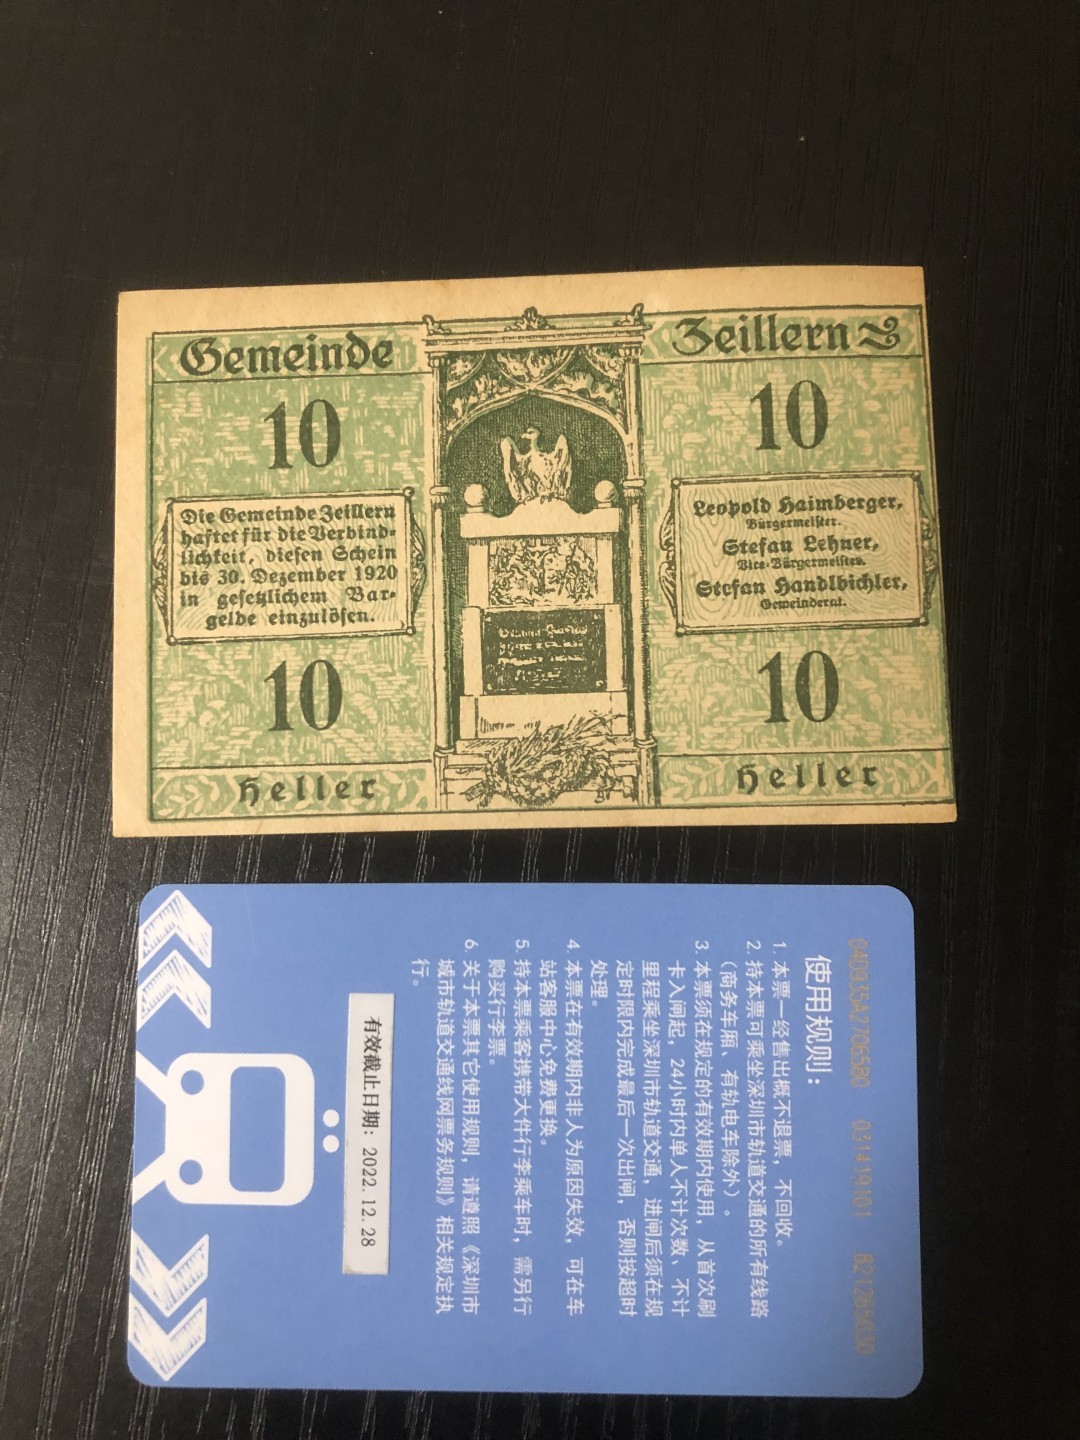 Gemeinde
Zeillern
10
10
Die Gemeinde Zeillern
haftet für die Verbind-
lichkeit, diesen Schein
bis 30. Dezember 1920
in gesetzlichem Bar-
gelde einzulösen.
Leopold Haimberger,
Bürgermeister.
Stefan Lehner,
Vice-Bürgermeister.
Stefan Handlbichler,
Gemeinderat.
10
10
Heller
Heller
04D935A2706580 031419101 821265030
使用规则：
1. 本票一经售出概不退票，不回收。
2. 持本票可乘坐深圳市轨道交通的所有线路
（商务车厢、有轨电车除外）。
3. 本票须在规定的有效期内使用，从首次刷
卡入闸起，24小时内单人不计次数、不计
里程乘坐深圳市轨道交通，进闸后须在规
定时限内完成最后一次出闸，否则按超时
处理。
4. 本票在有效期内非人为原因失效，可在车
站客服中心免费更换。
5. 持本票乘客携带大件行李乘车时，需另行
购买行李票。
6. 关于本票其它使用规则，请遵照《深圳市
城市轨道交通线网票务规则》相关规定执
行。
有效截止日期：2022.12.28